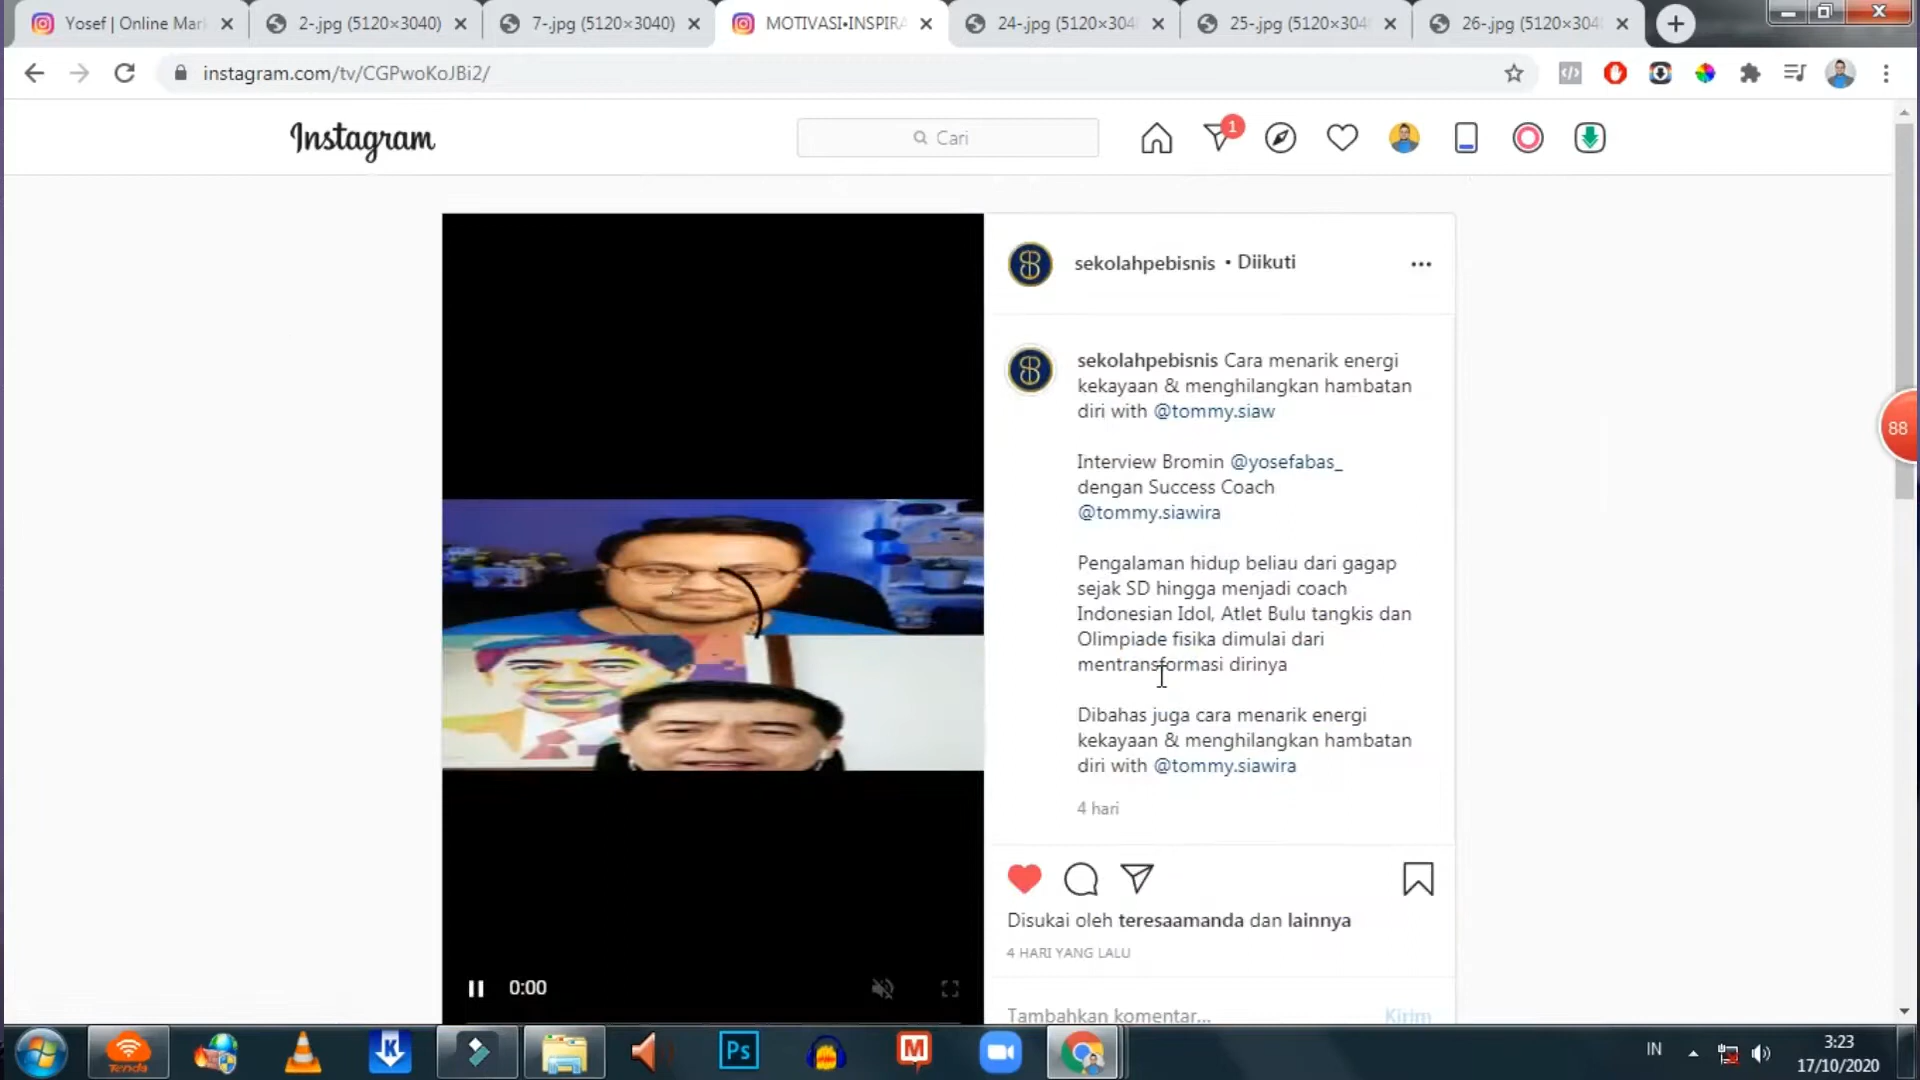 Yosef | Online Mar
2-.jpg (5120×3040)
7-.jpg (5120×3040)
MOTIVASI•INSPIRA
24-.jpg (5120×304
25-.jpg (5120×304
26-.jpg (5120×304
instagram.com/tv/CGPwoKoJBi2/
Instagram
Cari
1
sekolahpebisnis • Diikuti
sekolahpebisnis Cara menarik energi
kekayaan & menghilangkan hambatan
diri with @tommy.siaw
Interview Bromin @yosefabas_
dengan Success Coach
@tommy.siawira
Pengalaman hidup beliau dari gagap
sejak SD hingga menjadi coach
Indonesian Idol, Atlet Bulu tangkis dan
Olimpiade fisika dimulai dari
mentransformasi dirinya
Dibahas juga cara menarik energi
kekayaan & menghilangkan hambatan
diri with @tommy.siawira
4 hari
88
Disukai oleh teresaamanda dan lainnya
4 HARI YANG LALU
Tambahkan komentar...
Kirim
0:00
Tenda
K
Ps
M
IN
3:23
17/10/2020